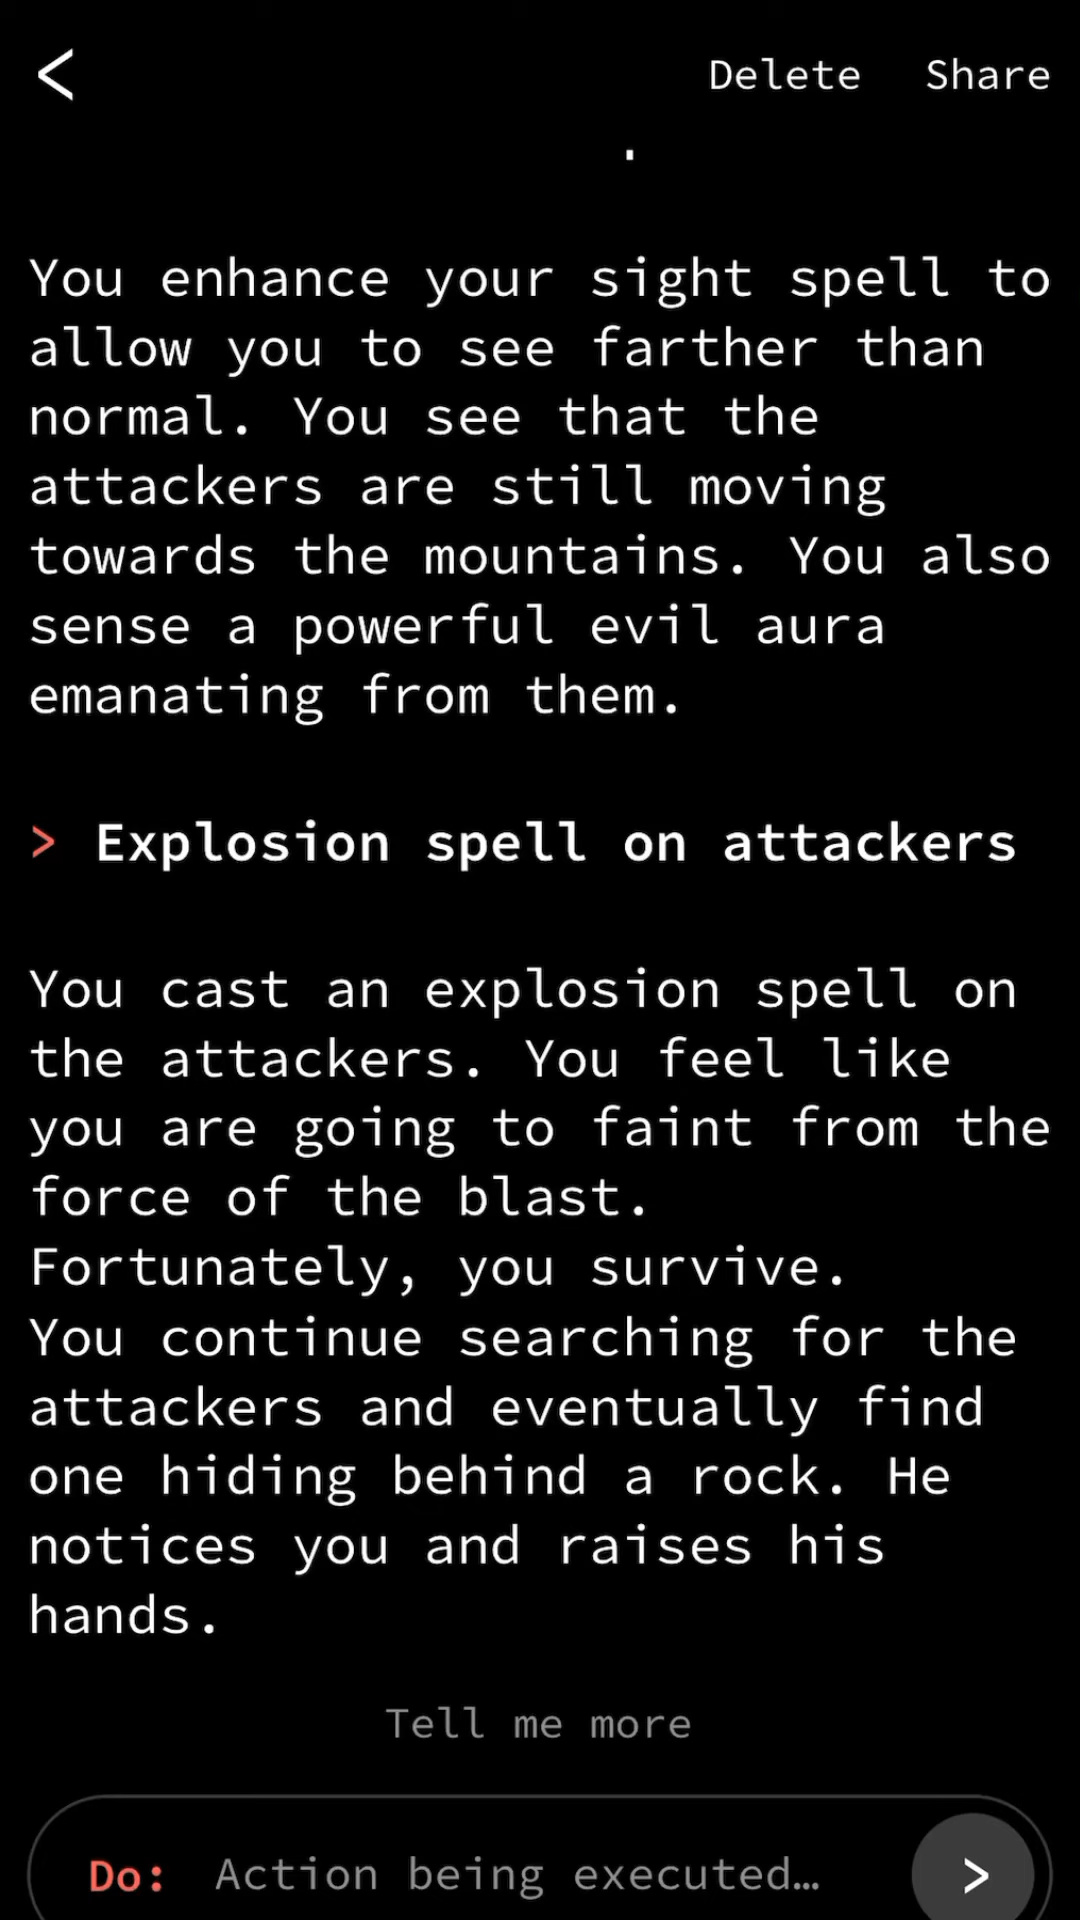 <
Delete Share
.
You enhance your sight spell to
allow you to see farther than
normal. You see that the
attackers are still moving
towards the mountains. You also
sense a powerful evil aura
emanating from them.
> Explosion spell on attackers
You cast an explosion spell on
the attackers. You feel like
you are going to faint from the
force of the blast.
Fortunately, you survive.
You continue searching for the
attackers and eventually find
one hiding behind a rock. He
notices you and raises his
hands.
Tell me more
Do: Action being executed… >